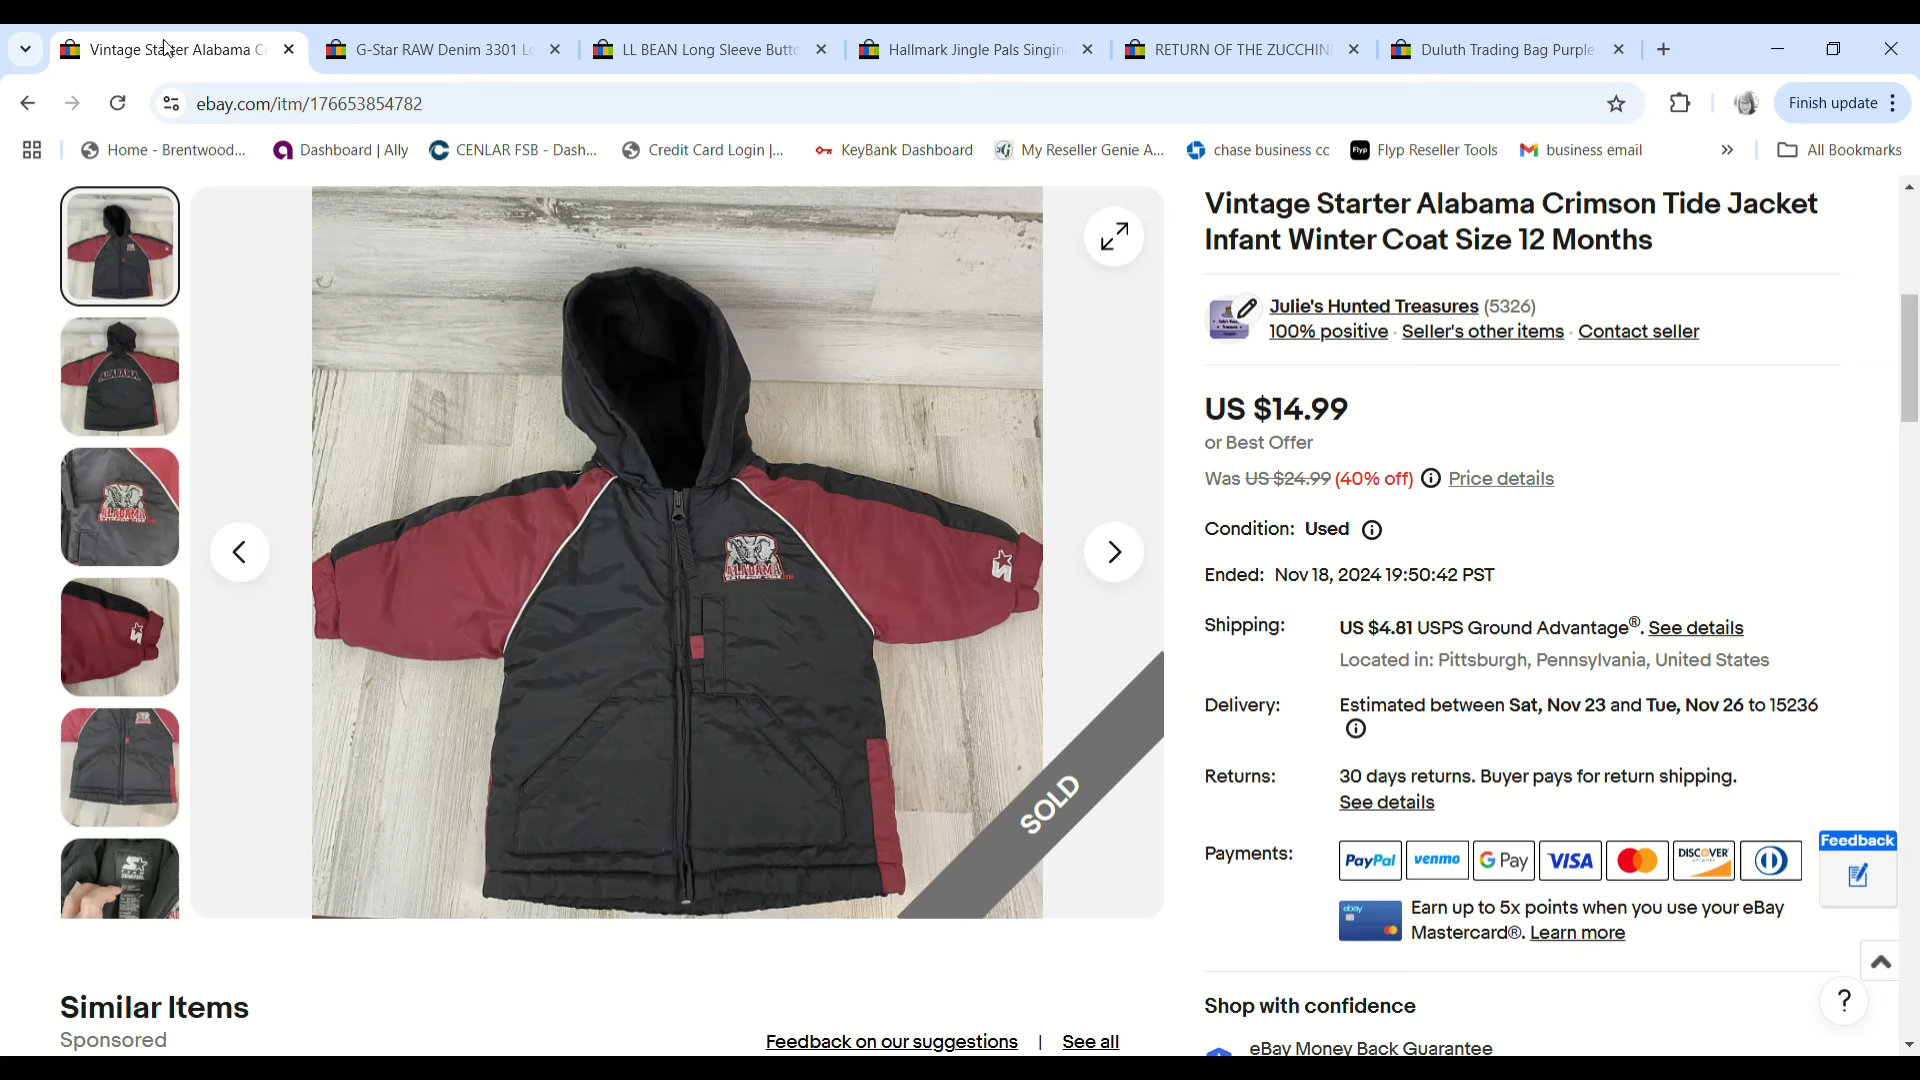 Vintage Starter Alabama C
G-Star RAW Denim 3301 L
LL BEAN Long Sleeve Butto
Hallmark Jingle Pals Singin
RETURN OF THE ZUCCHIN
Duluth Trading Bag Purple
ebay.com/itm/176653854782
Finish update
Home - Brentwood...
Dashboard | Ally
CENLAR FSB - Dash...
Credit Card Login |...
KeyBank Dashboard
My Reseller Genie A...
chase business cc
Flyp
Flyp Reseller Tools
business email
All Bookmarks
Vintage Starter Alabama Crimson Tide Jacket
Infant Winter Coat Size 12 Months
Julie's Hunted Treasures (5326)
100% positive · Seller's other items · Contact seller
US $14.99
or Best Offer
Was US $24.99 (40% off) Price details
Condition: Used
Ended: Nov 18, 2024 19:50:42 PST
Shipping: US $4.81 USPS Ground Advantage®. See details
Located in: Pittsburgh, Pennsylvania, United States
Delivery: Estimated between Sat, Nov 23 and Tue, Nov 26 to 15236
Returns: 30 days returns. Buyer pays for return shipping.
See details
Payments: PayPal venmo G Pay VISA DISCOVER
ebay
Earn up to 5x points when you use your eBay
Mastercard®. Learn more
Feedback
ALABAMA
ALABAMA
ALABAMA
SOLD
Similar Items
Sponsored
Feedback on our suggestions | See all
Shop with confidence
eBay Money Back Guarantee
?